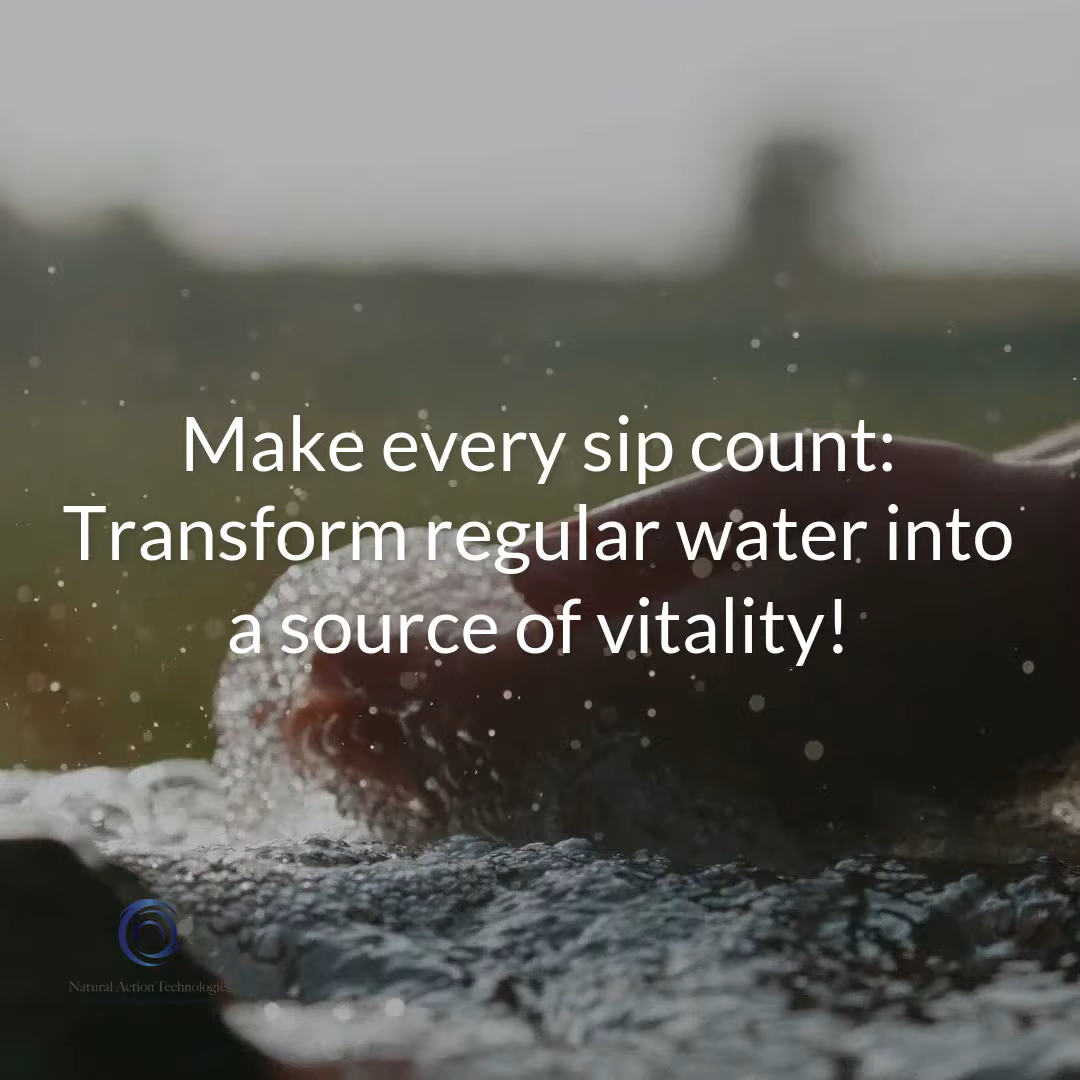 Make every sip count:
Transform regular water into
a source of vitality!
Natural Action Technologies